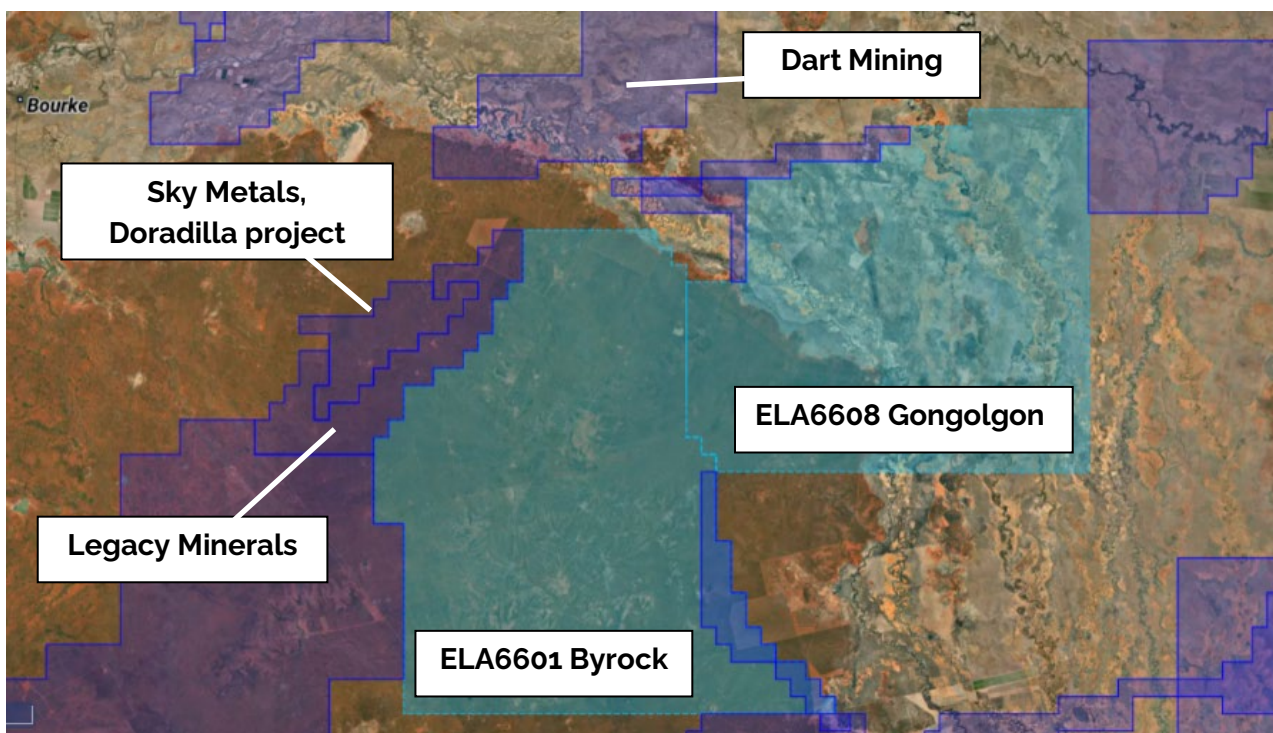 Dart Mining
Bourke
Sky Metals,
Doradilla project
ELA6608 Gongolgon
Legacy Minerals
ELA6601 Byrock